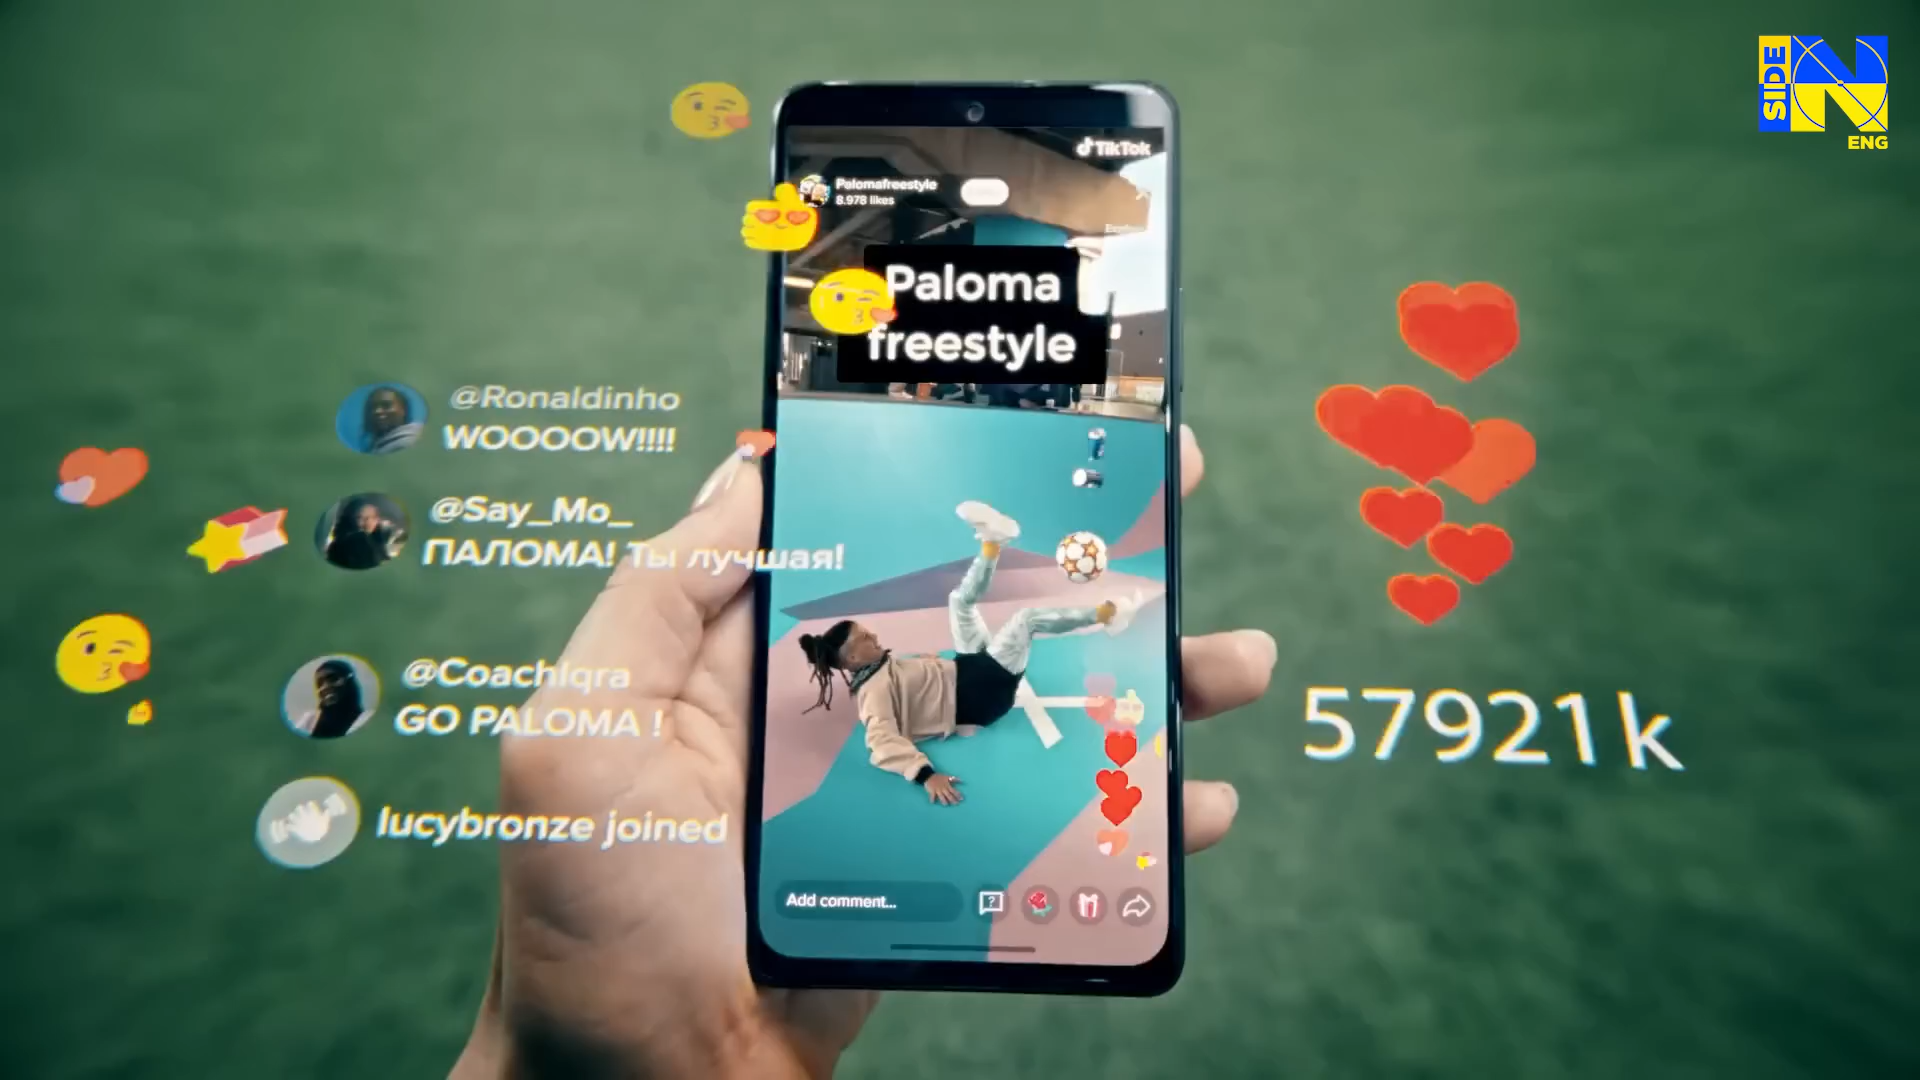 SIDE
N
ENG
TikTok
Palomafreestyle
8.978 likes
Paloma
freestyle
@Ronaldinho
WOOOOW!!!!
@Say_Mo_
ПАЛОМА! Ты лучшая!
@CoachIqra
GO PALOMA !
lucybronze joined
57921k
Add comment...